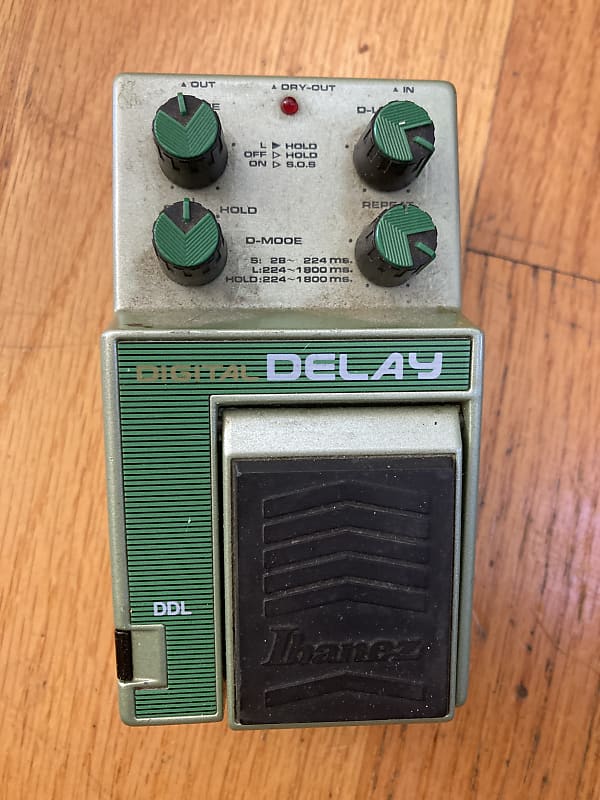 ▲ OUT ▲ DRY-OUT ▲ IN
L ▶ HOLD
OFF ▷ HOLD
ON ▷ S.O.S
HOLD REPEAT
D-MODE
S: 28~ 224 ms.
L: 224~1800 ms.
HOLD: 224~1800 ms.
DIGITAL DELAY
DDL
Ibanez